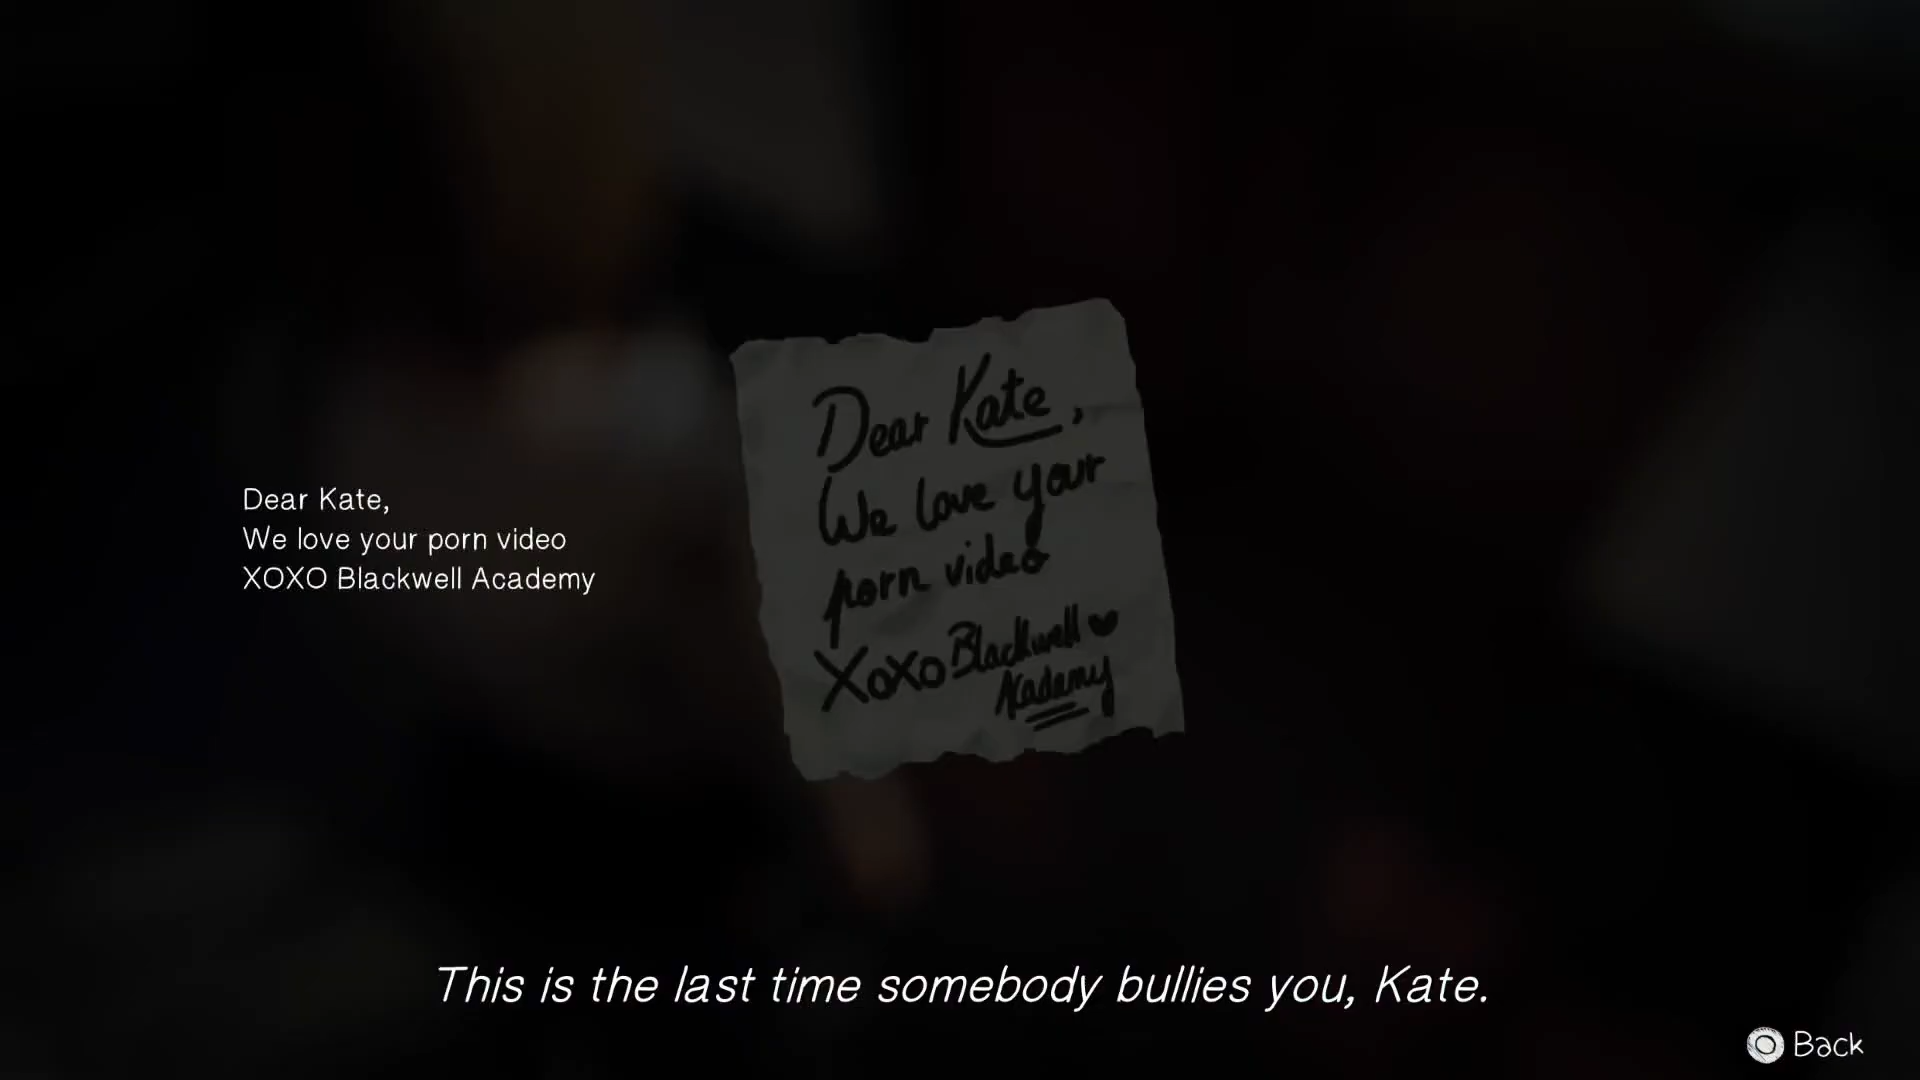 Dear Kate,
We love your
porn video
XOXO Blackwell
Academy
Dear Kate,
We love your porn video
XOXO Blackwell Academy
This is the last time somebody bullies you, Kate.
Back